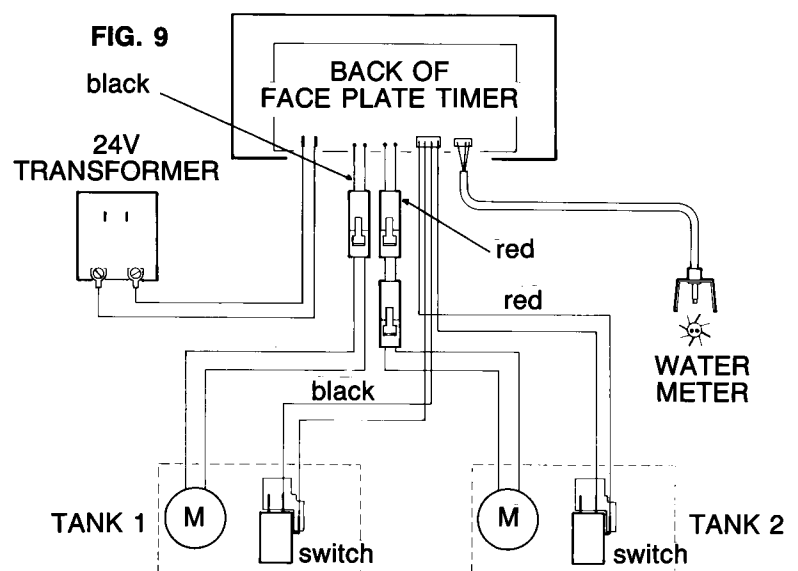 FIG. 9
black
BACK OF
FACE PLATE TIMER
24V
TRANSFORMER
red
red
WATER
METER
black
TANK 1
M
switch
M
switch
TANK 2